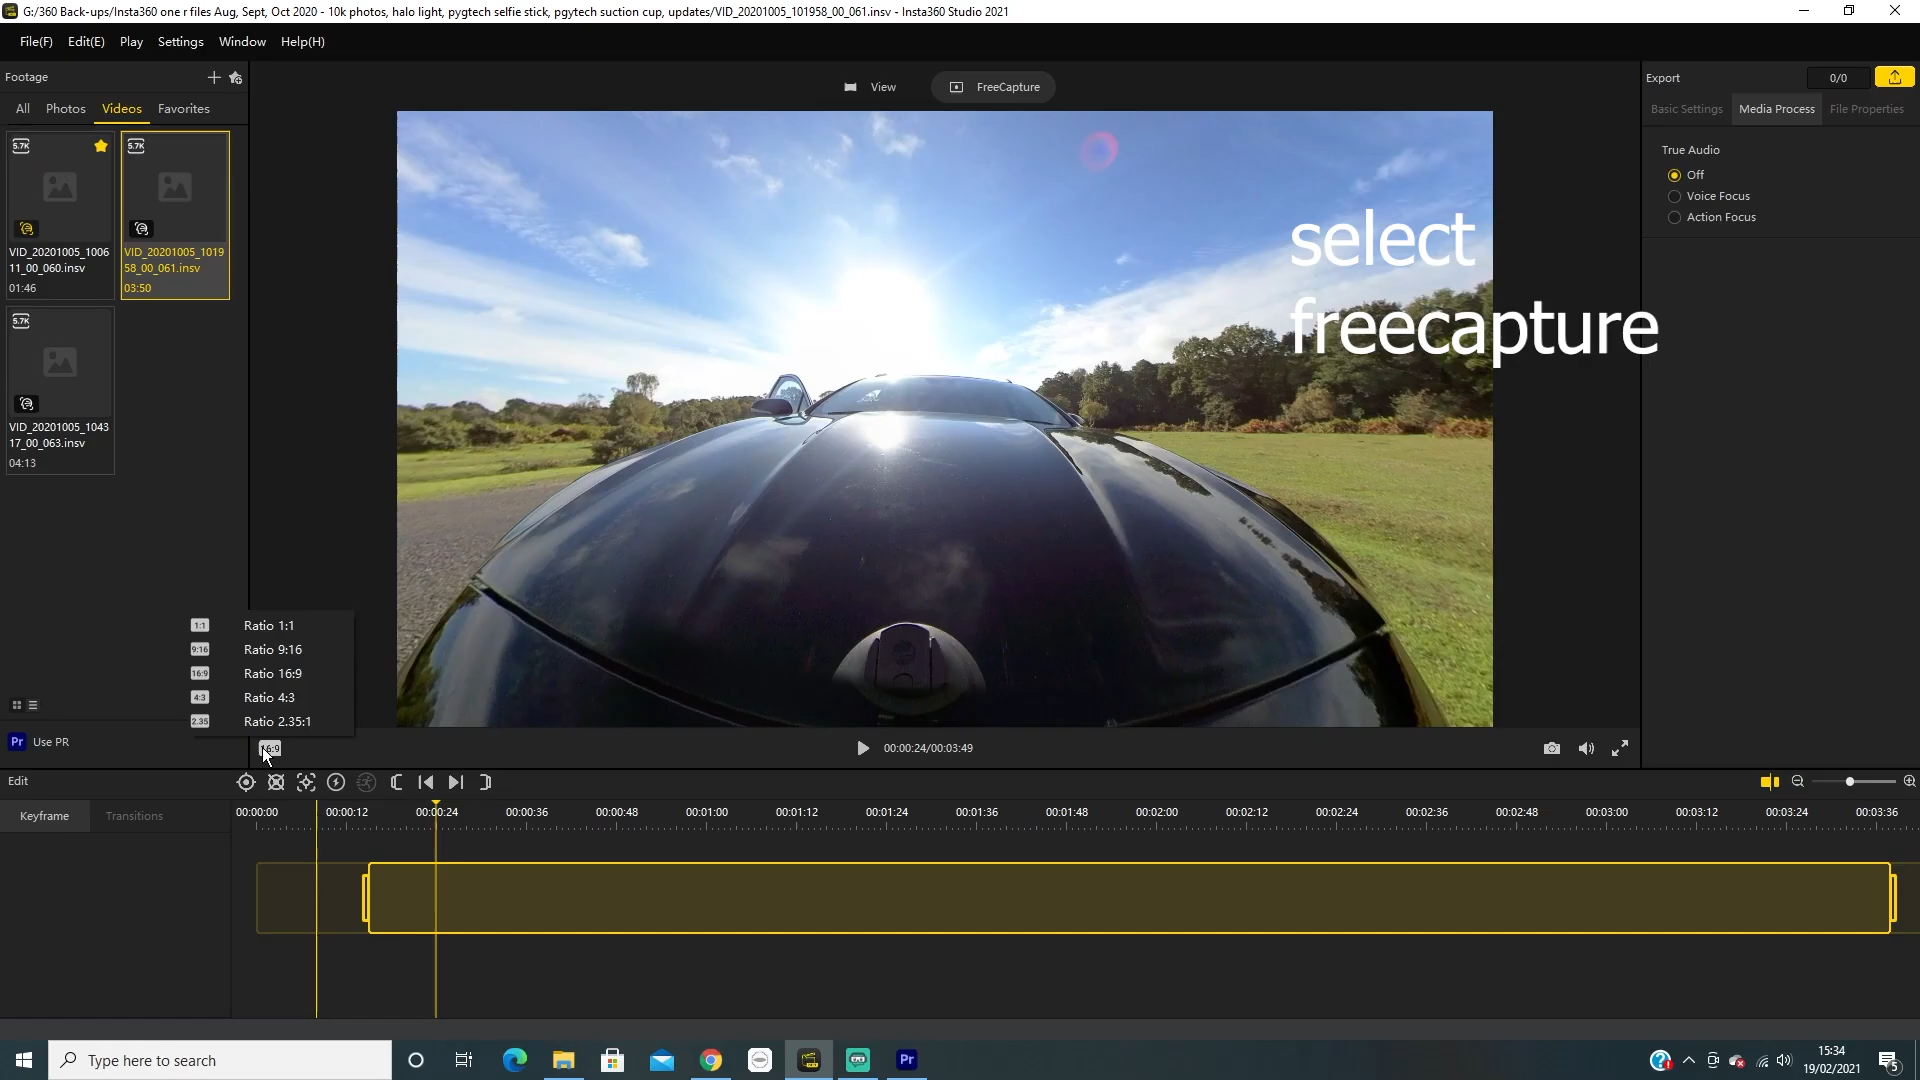 G:/360 Back-ups/Insta360 one r files Aug, Sept, Oct 2020 - 10k photos, halo light, pygtech selfie stick, pgytech suction cup, updates/VID_20201005_101958_00_061.insv - Insta360 Studio 2021
File(F) Edit(E) Play Settings Window Help(H)
Footage
All Photos Videos Favorites
5.7K
VID_20201005_1006
11_00_060.insv
01:46
5.7K
VID_20201005_1019
58_00_061.insv
03:50
5.7K
VID_20201005_1043
17_00_063.insv
04:13
View FreeCapture
select
freecapture
Export 0/0
Basic Settings Media Process File Properties
True Audio
Off
Voice Focus
Action Focus
1:1 Ratio 1:1
9:16 Ratio 9:16
16:9 Ratio 16:9
4:3 Ratio 4:3
2.35 Ratio 2.35:1
Pr Use PR
16:9
00:00:24/00:03:49
Edit
Keyframe Transitions
00:00:00 00:00:12 00:00:24 00:00:36 00:00:48 00:01:00 00:01:12 00:01:24 00:01:36 00:01:48 00:02:00 00:02:12 00:02:24 00:02:36 00:02:48 00:03:00 00:03:12 00:03:24 00:03:36
Type here to search
Pr
15:34
19/02/2021
5